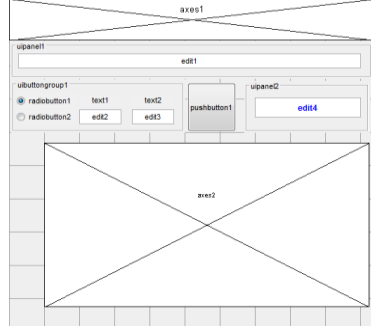 axes1
uipanel1
edit1
uibuttongroup1
radiobutton1 text1 text2
radiobutton2 edit2 edit3
pushbutton1
uipanel2
edit4
axes2